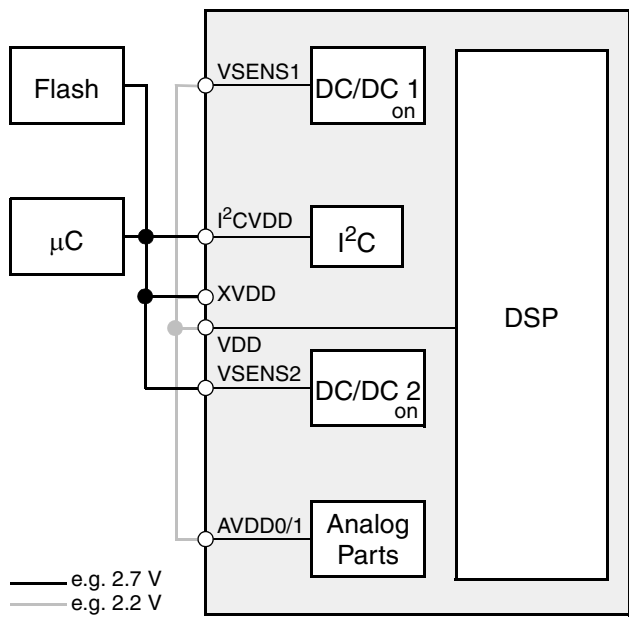 Flash
μC
VSENS1
DC/DC 1
on
I²CVDD
I²C
XVDD
VDD
DSP
VSENS2
DC/DC 2
on
AVDD0/1
Analog
Parts
e.g. 2.7 V
e.g. 2.2 V